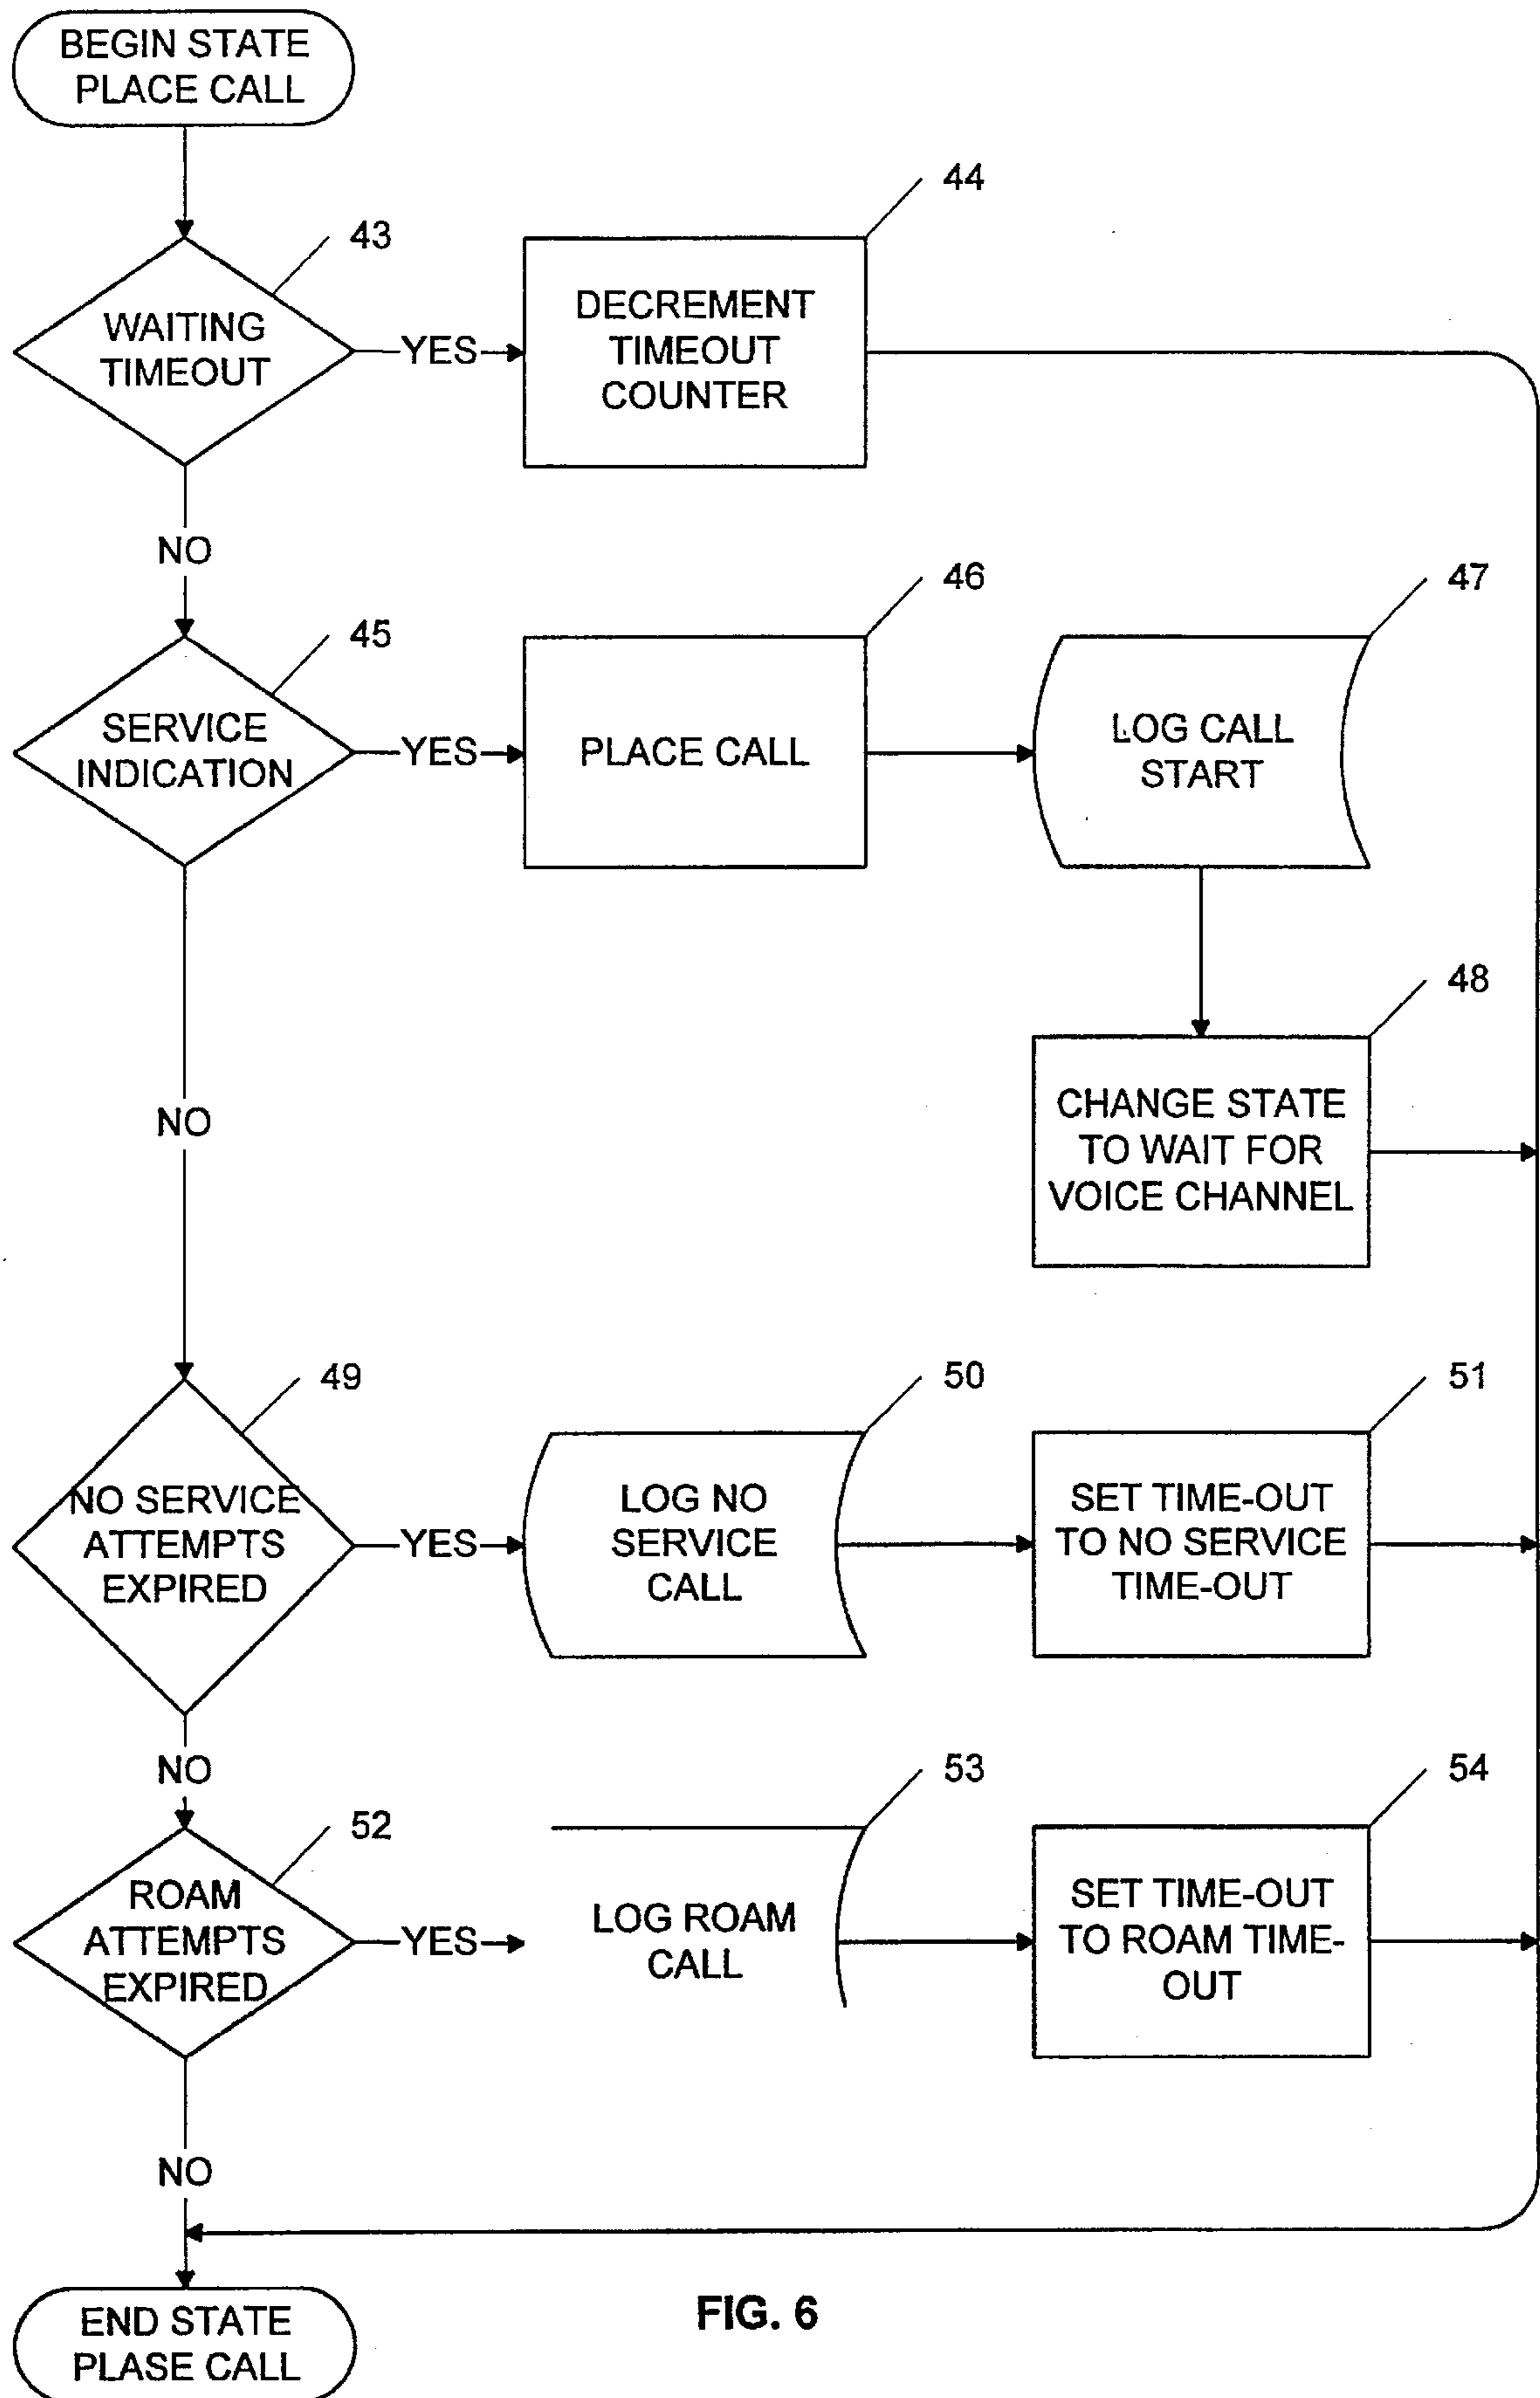 BEGIN STATE
PLACE CALL
43
WAITING
TIMEOUT
YES
44
DECREMENT
TIMEOUT
COUNTER
NO
45
SERVICE
INDICATION
YES
46
PLACE CALL
47
LOG CALL
START
48
CHANGE STATE
TO WAIT FOR
VOICE CHANNEL
NO
49
NO SERVICE
ATTEMPTS
EXPIRED
YES
50
LOG NO
SERVICE
CALL
51
SET TIME-OUT
TO NO SERVICE
TIME-OUT
NO
52
ROAM
ATTEMPTS
EXPIRED
YES
53
LOG ROAM
CALL
54
SET TIME-OUT
TO ROAM TIME-
OUT
NO
END STATE
PLASE CALL
FIG. 6